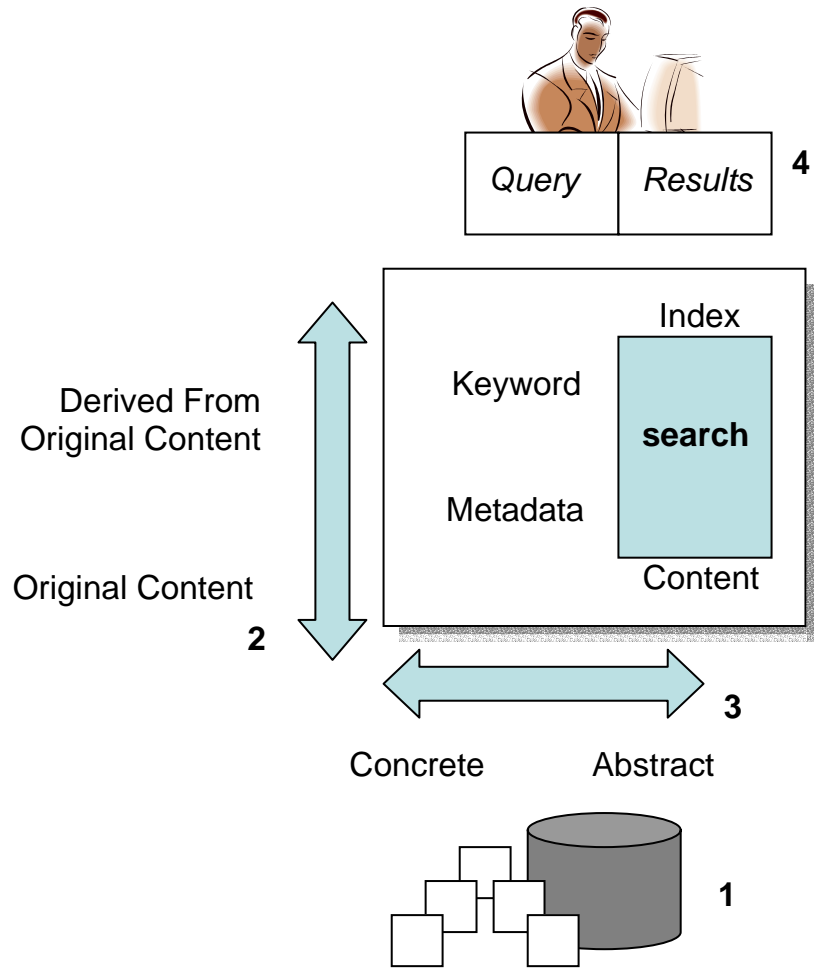 Query Results 4
Index
Keyword
Derived From
Original Content
search
Metadata
Original Content
Content
2
3
Concrete Abstract
1